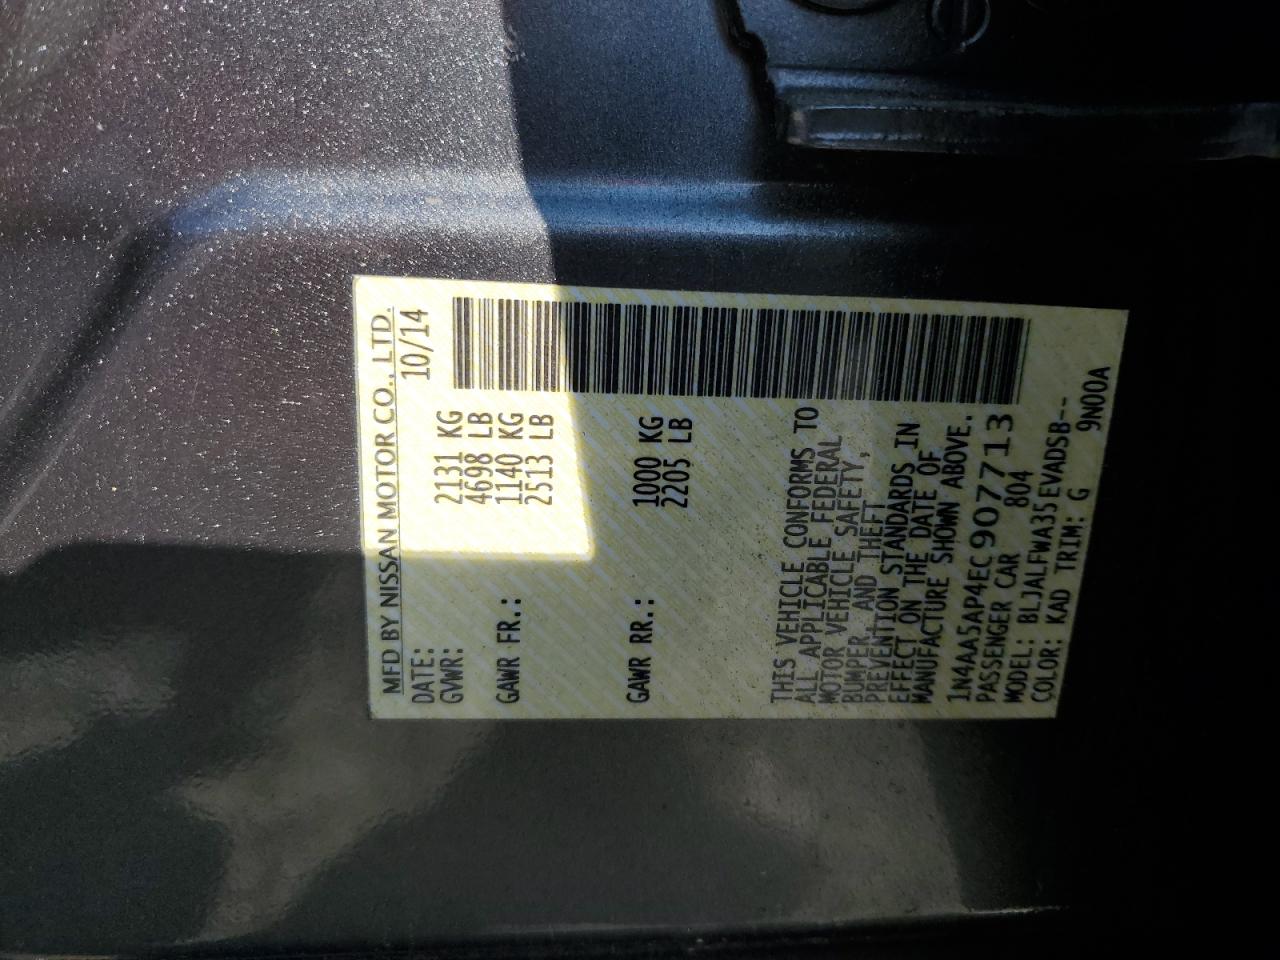 MFD BY NISSAN MOTOR CO., LTD.
DATE: 10/14
GVWR: 2131 KG
4698 LB
GAWR FR.: 1140 KG
2513 LB
GAWR RR.: 1000 KG
2205 LB
THIS VEHICLE CONFORMS TO
ALL APPLICABLE FEDERAL
MOTOR VEHICLE SAFETY,
BUMPER AND THEFT
PREVENTION STANDARDS IN
EFFECT ON THE DATE OF
MANUFACTURE SHOWN ABOVE.
1N4AA5AP4EC907713
PASSENGER CAR 804
MODEL: BLJALFWA35EVADSB--
COLOR: KAD TRIM: G 9N00A